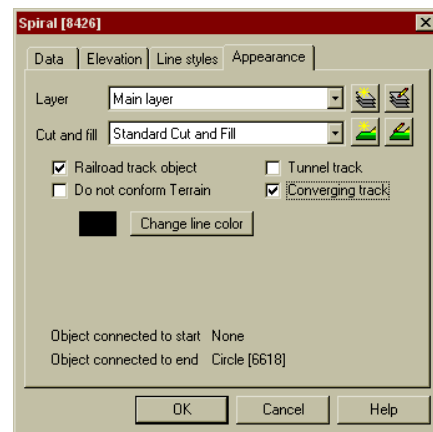 Spiral [8426]
Data Elevation Line styles Appearance
Layer Main layer
Cut and fill Standard Cut and Fill
Railroad track object Tunnel track
Do not conform Terrain Converging track
Change line color
Object connected to start None
Object connected to end Circle [6618]
OK Cancel Help